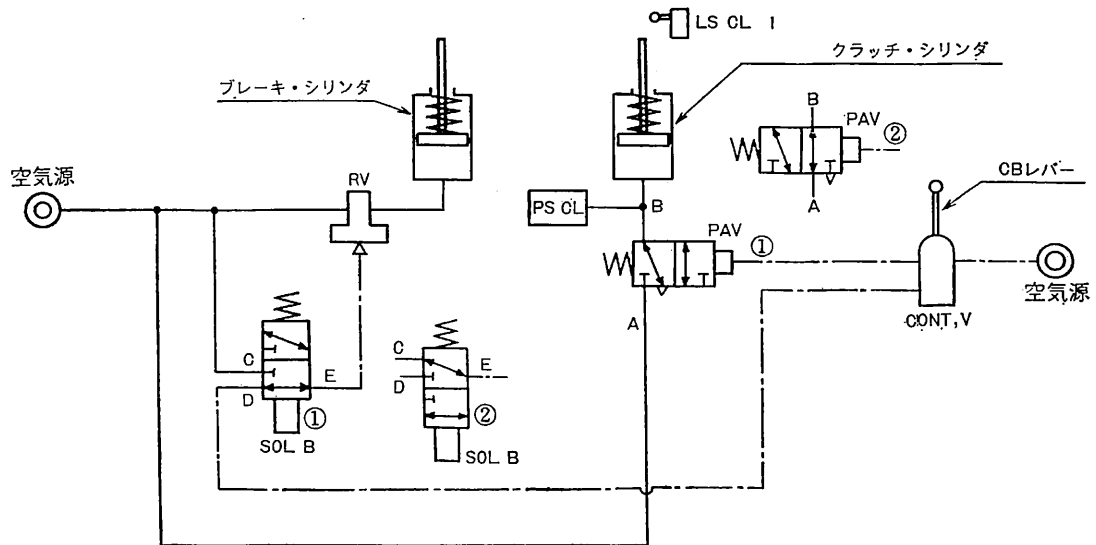 LS CL 1
クラッチ・シリンダ
ブレーキ・シリンダ
B
PAV
②
空気源
RV
CBレバー
A
PS CL
B
PAV
①
空気源
A
CONT,V
C
E
D
①
SOL B
C
E
D
②
SOL B